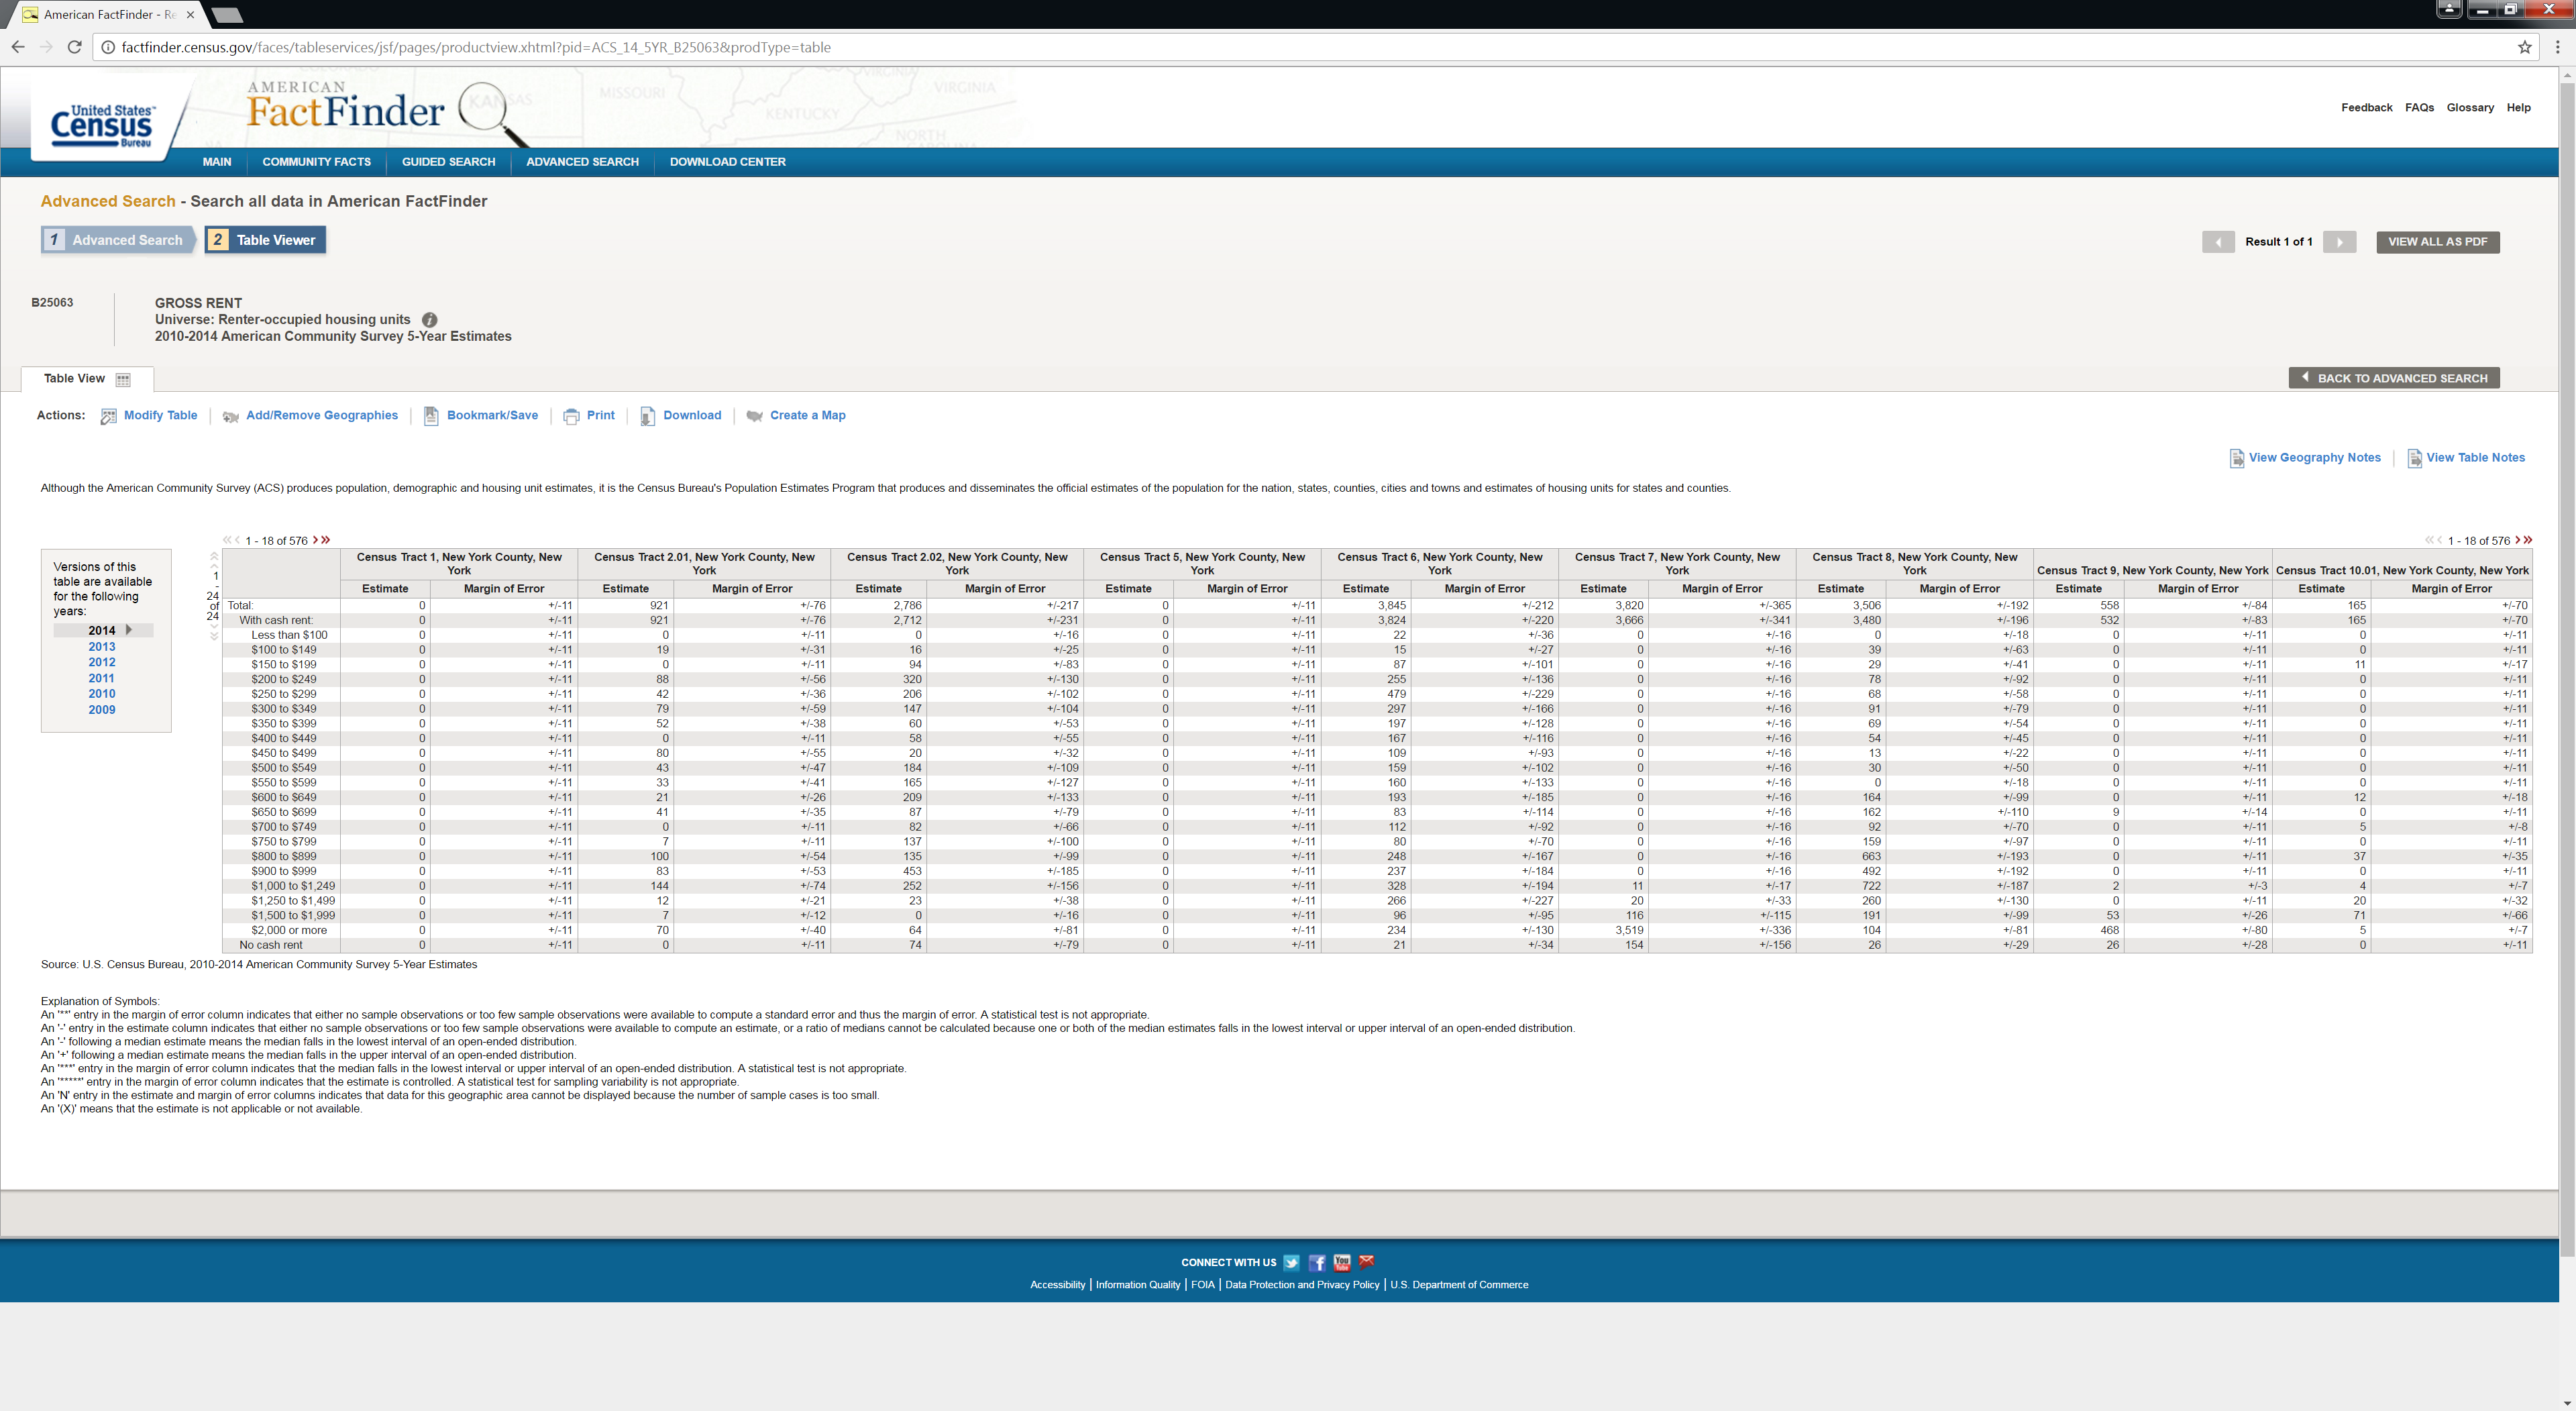 American FactFinder - Re
factfinder.census.gov/faces/tableservices/jsf/pages/productview.xhtml?pid=ACS_14_5YR_B25063&prodType=table
United States™
Census
Bureau
AMERICAN
FactFinder
KANSAS
MISSOURI
KENTUCKY
VIRGINIA
NORTH
Feedback FAQs Glossary Help
MAIN COMMUNITY FACTS GUIDED SEARCH ADVANCED SEARCH DOWNLOAD CENTER
Advanced Search - Search all data in American FactFinder
1 Advanced Search 2 Table Viewer
Result 1 of 1 VIEW ALL AS PDF
B25063 GROSS RENT
Universe: Renter-occupied housing units
2010-2014 American Community Survey 5-Year Estimates
Table View
BACK TO ADVANCED SEARCH
Actions: Modify Table Add/Remove Geographies Bookmark/Save Print Download Create a Map
View Geography Notes View Table Notes
Although the American Community Survey (ACS) produces population, demographic and housing unit estimates, it is the Census Bureau's Population Estimates Program that produces and disseminates the official estimates of the population for the nation, states, counties, cities and towns and estimates of housing units for states and counties.
Versions of this
table are available
for the following
years:
2014
2013
2012
2011
2010
2009
1 - 18 of 576 1 - 18 of 576
1
-
24
of
24
Census Tract 1, New York County, New York Census Tract 2.01, New York County, New York Census Tract 2.02, New York County, New York Census Tract 5, New York County, New York Census Tract 6, New York County, New York Census Tract 7, New York County, New York Census Tract 8, New York County, New York Census Tract 9, New York County, New York Census Tract 10.01, New York County, New York
Estimate Margin of Error Estimate Margin of Error Estimate Margin of Error Estimate Margin of Error Estimate Margin of Error Estimate Margin of Error Estimate Margin of Error Estimate Margin of Error Estimate Margin of Error
Total: 0 +/-11 921 +/-76 2,786 +/-217 0 +/-11 3,845 +/-212 3,820 +/-365 3,506 +/-192 558 +/-84 165 +/-70
With cash rent: 0 +/-11 921 +/-76 2,712 +/-231 0 +/-11 3,824 +/-220 3,666 +/-341 3,480 +/-196 532 +/-83 165 +/-70
Less than $100 0 +/-11 0 +/-11 0 +/-16 0 +/-11 22 +/-36 0 +/-16 0 +/-18 0 +/-11 0 +/-11
$100 to $149 0 +/-11 19 +/-31 16 +/-25 0 +/-11 15 +/-27 0 +/-16 39 +/-63 0 +/-11 0 +/-11
$150 to $199 0 +/-11 0 +/-11 94 +/-83 0 +/-11 87 +/-101 0 +/-16 29 +/-41 0 +/-11 11 +/-17
$200 to $249 0 +/-11 88 +/-56 320 +/-130 0 +/-11 255 +/-136 0 +/-16 78 +/-92 0 +/-11 0 +/-11
$250 to $299 0 +/-11 42 +/-36 206 +/-102 0 +/-11 479 +/-229 0 +/-16 68 +/-58 0 +/-11 0 +/-11
$300 to $349 0 +/-11 79 +/-59 147 +/-104 0 +/-11 297 +/-166 0 +/-16 91 +/-79 0 +/-11 0 +/-11
$350 to $399 0 +/-11 52 +/-38 60 +/-53 0 +/-11 197 +/-128 0 +/-16 69 +/-54 0 +/-11 0 +/-11
$400 to $449 0 +/-11 0 +/-11 58 +/-55 0 +/-11 167 +/-116 0 +/-16 54 +/-45 0 +/-11 0 +/-11
$450 to $499 0 +/-11 80 +/-55 20 +/-32 0 +/-11 109 +/-93 0 +/-16 13 +/-22 0 +/-11 0 +/-11
$500 to $549 0 +/-11 43 +/-47 184 +/-109 0 +/-11 159 +/-102 0 +/-16 30 +/-50 0 +/-11 0 +/-11
$550 to $599 0 +/-11 33 +/-41 165 +/-127 0 +/-11 160 +/-133 0 +/-16 0 +/-18 0 +/-11 0 +/-11
$600 to $649 0 +/-11 21 +/-26 209 +/-133 0 +/-11 193 +/-185 0 +/-16 164 +/-99 0 +/-11 12 +/-18
$650 to $699 0 +/-11 41 +/-35 87 +/-79 0 +/-11 83 +/-114 0 +/-16 162 +/-110 9 +/-14 0 +/-11
$700 to $749 0 +/-11 0 +/-11 82 +/-66 0 +/-11 112 +/-92 0 +/-16 92 +/-70 0 +/-11 5 +/-8
$750 to $799 0 +/-11 7 +/-11 137 +/-100 0 +/-11 80 +/-70 0 +/-16 159 +/-97 0 +/-11 0 +/-11
$800 to $899 0 +/-11 100 +/-54 135 +/-99 0 +/-11 248 +/-167 0 +/-16 663 +/-193 0 +/-11 37 +/-35
$900 to $999 0 +/-11 83 +/-53 453 +/-185 0 +/-11 237 +/-184 0 +/-16 492 +/-192 0 +/-11 0 +/-11
$1,000 to $1,249 0 +/-11 144 +/-74 252 +/-156 0 +/-11 328 +/-194 11 +/-17 722 +/-187 2 +/-3 4 +/-7
$1,250 to $1,499 0 +/-11 12 +/-21 23 +/-38 0 +/-11 266 +/-227 20 +/-33 260 +/-130 0 +/-11 20 +/-32
$1,500 to $1,999 0 +/-11 7 +/-12 0 +/-16 0 +/-11 96 +/-95 116 +/-115 191 +/-99 53 +/-26 71 +/-66
$2,000 or more 0 +/-11 70 +/-40 64 +/-81 0 +/-11 234 +/-130 3,519 +/-336 104 +/-81 468 +/-80 5 +/-7
No cash rent 0 +/-11 0 +/-11 74 +/-79 0 +/-11 21 +/-34 154 +/-156 26 +/-29 26 +/-28 0 +/-11
Source: U.S. Census Bureau, 2010-2014 American Community Survey 5-Year Estimates
Explanation of Symbols:
An '**' entry in the margin of error column indicates that either no sample observations or too few sample observations were available to compute a standard error and thus the margin of error. A statistical test is not appropriate.
An '-' entry in the estimate column indicates that either no sample observations or too few sample observations were available to compute an estimate, or a ratio of medians cannot be calculated because one or both of the median estimates falls in the lowest interval or upper interval of an open-ended distribution.
An '-' following a median estimate means the median falls in the lowest interval of an open-ended distribution.
An '+' following a median estimate means the median falls in the upper interval of an open-ended distribution.
An '***' entry in the margin of error column indicates that the median falls in the lowest interval or upper interval of an open-ended distribution. A statistical test is not appropriate.
An '*****' entry in the margin of error column indicates that the estimate is controlled. A statistical test for sampling variability is not appropriate.
An 'N' entry in the estimate and margin of error columns indicates that data for this geographic area cannot be displayed because the number of sample cases is too small.
An '(X)' means that the estimate is not applicable or not available.
CONNECT WITH US You Tube
Accessibility | Information Quality | FOIA | Data Protection and Privacy Policy | U.S. Department of Commerce